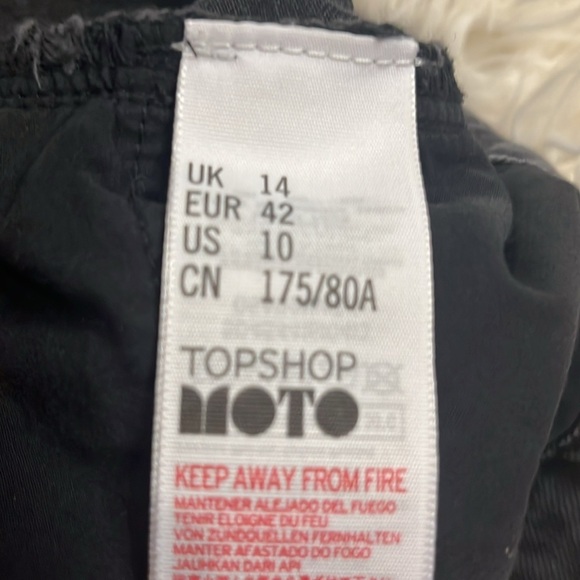 UK 14
EUR 42
US 10
CN 175/80A
TOPSHOP
MOTO
KEEP AWAY FROM FIRE
MANTENER ALEJADO DEL FUEGO
TENIR ELOIGNE DU FEU
VON ZUNDQUELLEN FERNHALTEN
MANTER AFASTADO DO FOGO
JAUHKAN DARI API